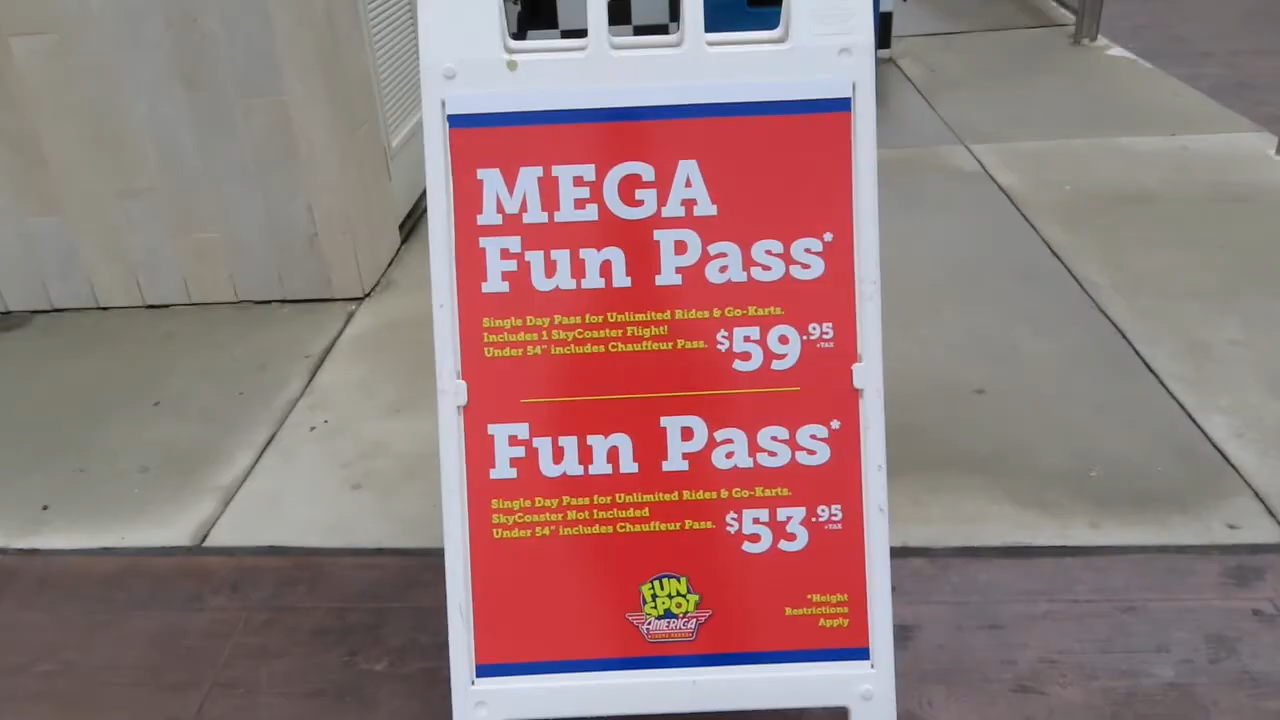 MEGA
Fun Pass*
Single Day Pass for Unlimited Rides & Go-Karts.
Includes 1 SkyCoaster Flight!
Under 54" includes Chauffeur Pass.
$59.95
+TAX
Fun Pass*
Single Day Pass for Unlimited Rides & Go-Karts.
SkyCoaster Not Included
Under 54" includes Chauffeur Pass.
$53.95
+TAX
FUN
SPOT
AMERICA
THEME PARKS
*Height
Restrictions
Apply